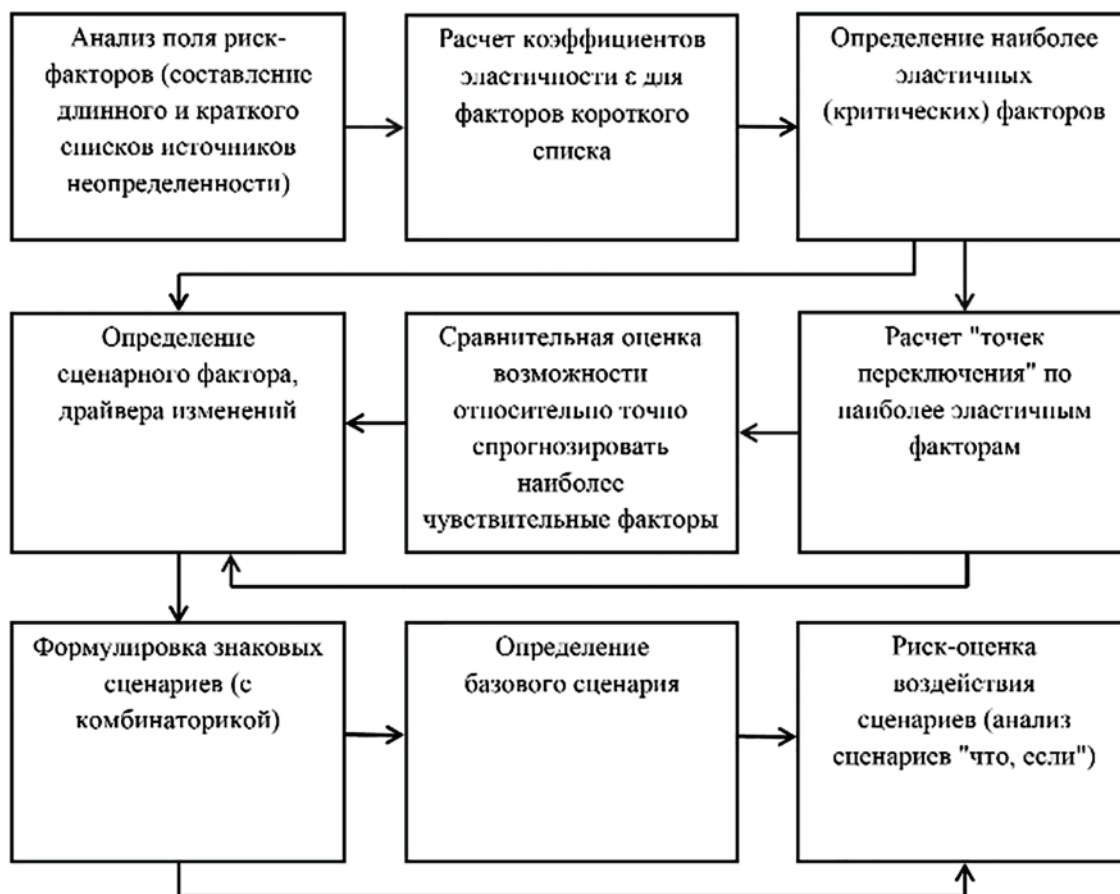 Анализ поля риск-
факторов (составление
длинного и краткого
списков источников
неопределенности)
Расчет коэффициентов
эластичности ε для
факторов короткого
списка
Определение наиболее
эластичных
(критических) факторов
Определение
сценарного фактора,
драйвера изменений
Сравнительная оценка
возможности
относительно точно
спрогнозировать
наиболее
чувствительные факторы
Расчет "точек
переключения" по
наиболее эластичным
факторам
Формулировка знаковых
сценариев (с
комбинаторикой)
Определение
базового сценария
Риск-оценка
воздействия
сценариев (анализ
сценариев "что, если")